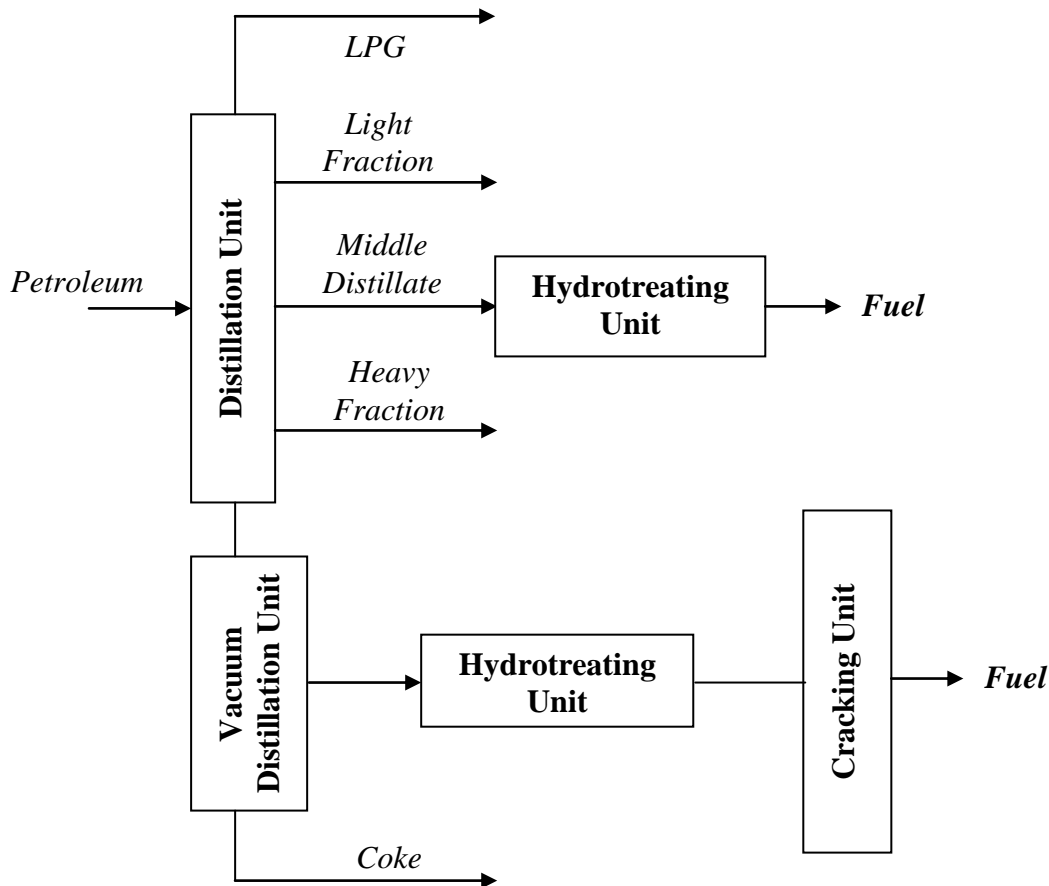 LPG
Light
Fraction
Distillation Unit
Middle
Distillate
Petroleum
Hydrotreating
Unit
Fuel
Heavy
Fraction
Vacuum
Distillation Unit
Hydrotreating
Unit
Cracking Unit
Fuel
Coke